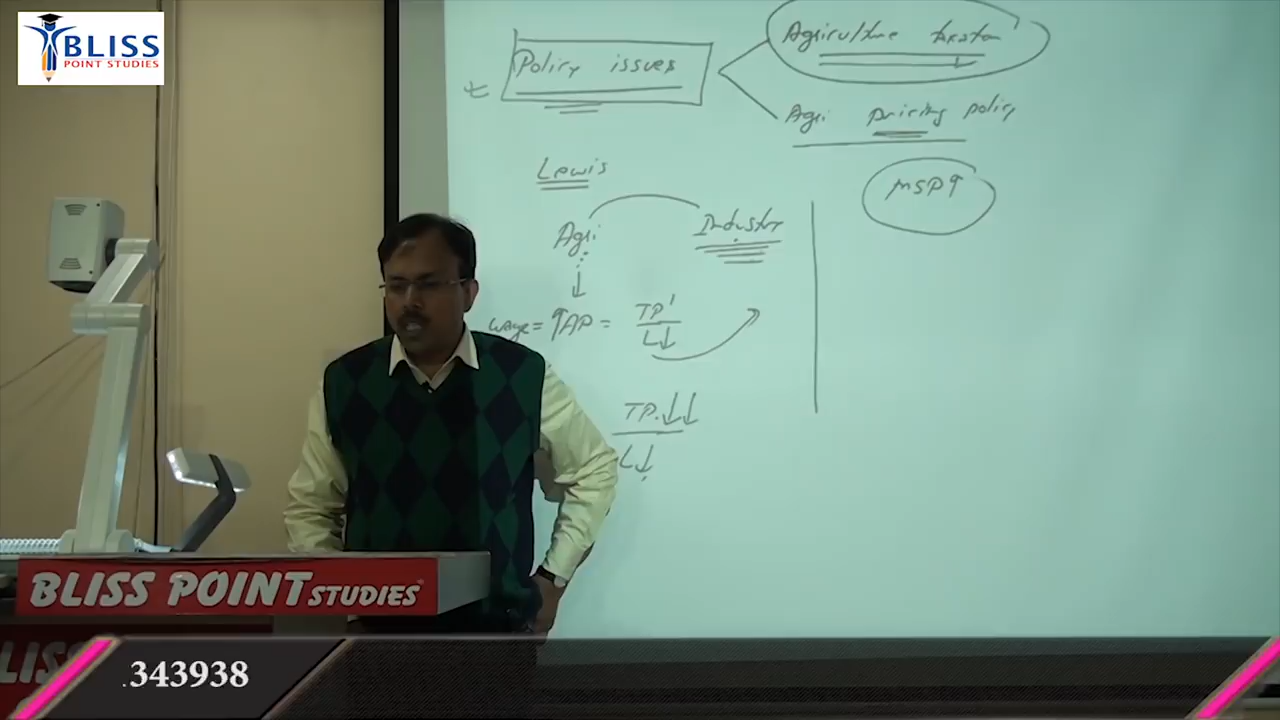 BLISS
POINT STUDIES
Policy issues
Agriculture taxation
Agri pricing policy
Lewis
MSP↑
Agri
Industry
wage = ↑AP = TP'
L↓
TP.↓↓
L↓
BLISS POINT STUDIES
LISS
.343938